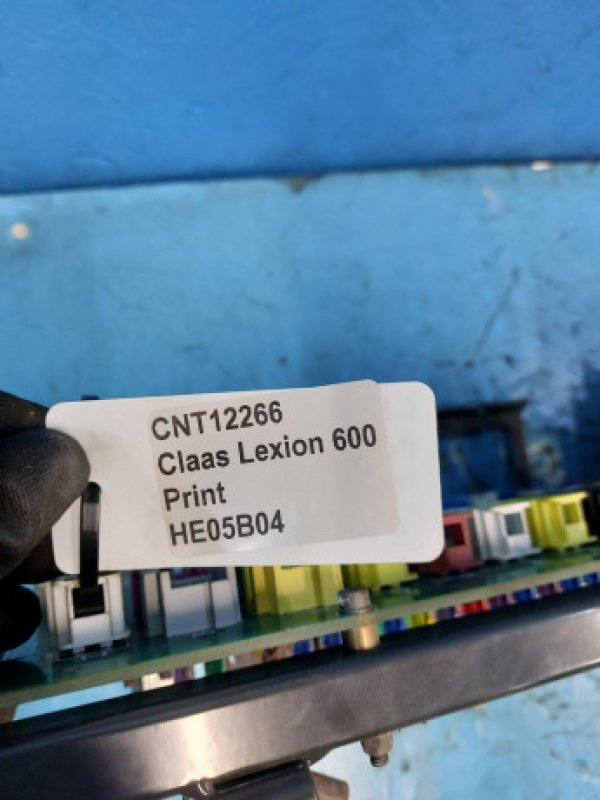 CNT12266
Claas Lexion 600
Print
HE05B04